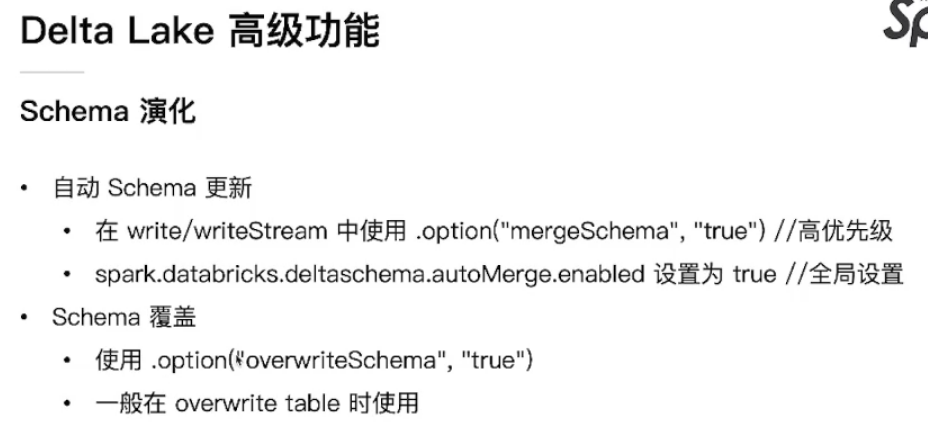 Delta Lake 高级功能
Sp
Schema 演化
• 自动 Schema 更新
• 在 write/writeStream 中使用 .option("mergeSchema", "true") //高优先级
• spark.databricks.deltaschema.autoMerge.enabled 设置为 true //全局设置
• Schema 覆盖
• 使用 .option("overwriteSchema", "true")
• 一般在 overwrite table 时使用